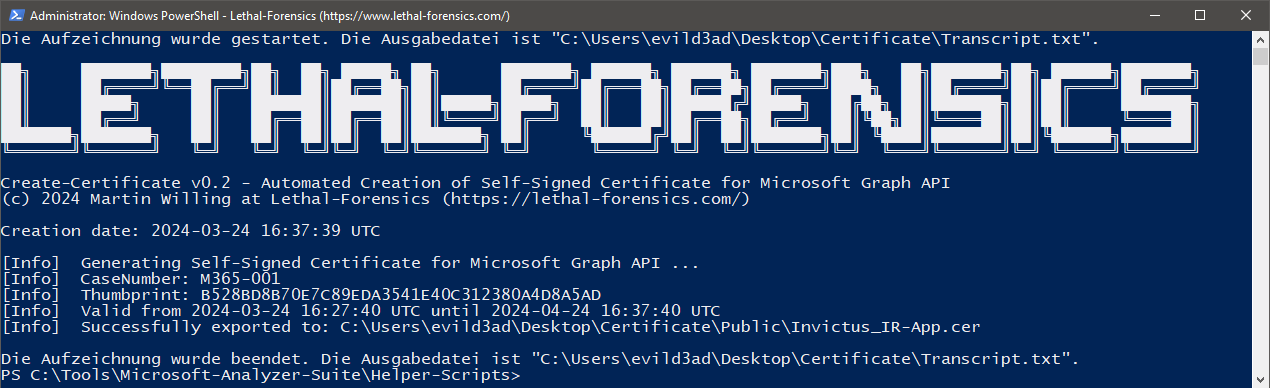 Administrator: Windows PowerShell - Lethal-Forensics (https://www.lethal-forensics.com/)
Die Aufzeichnung wurde gestartet. Die Ausgabedatei ist "C:\Users\evild3ad\Desktop\Certificate\Transcript.txt".
LETHAL-FORENSICS
Create-Certificate v0.2 - Automated Creation of Self-Signed Certificate for Microsoft Graph API
(c) 2024 Martin Willing at Lethal-Forensics (https://lethal-forensics.com/)
Creation date: 2024-03-24 16:37:39 UTC
[Info]  Generating Self-Signed Certificate for Microsoft Graph API ...
[Info]  CaseNumber: M365-001
[Info]  Thumbprint: B528BD8B70E7C89EDA3541E40C312380A4D8A5AD
[Info]  Valid from 2024-03-24 16:27:40 UTC until 2024-04-24 16:37:40 UTC
[Info]  Successfully exported to: C:\Users\evild3ad\Desktop\Certificate\Public\Invictus_IR-App.cer
Die Aufzeichnung wurde beendet. Die Ausgabedatei ist "C:\Users\evild3ad\Desktop\Certificate\Transcript.txt".
PS C:\Tools\Microsoft-Analyzer-Suite\Helper-Scripts>